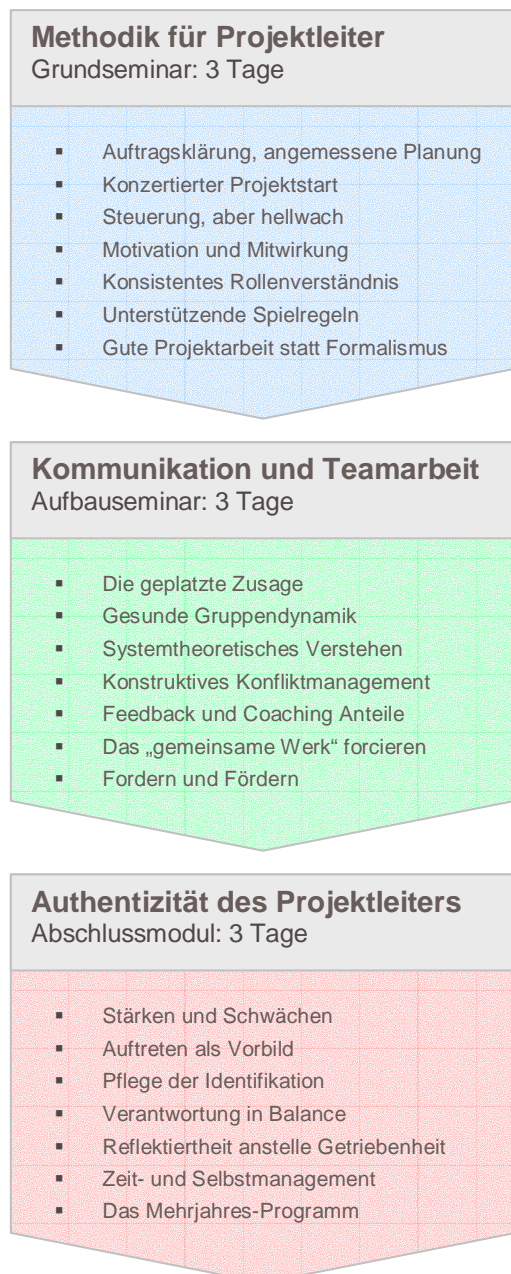 Methodik für Projektleiter
Grundseminar: 3 Tage
▪ Auftragsklärung, angemessene Planung
▪ Konzertierter Projektstart
▪ Steuerung, aber hellwach
▪ Motivation und Mitwirkung
▪ Konsistentes Rollenverständnis
▪ Unterstützende Spielregeln
▪ Gute Projektarbeit statt Formalismus
Kommunikation und Teamarbeit
Aufbauseminar: 3 Tage
▪ Die geplatzte Zusage
▪ Gesunde Gruppendynamik
▪ Systemtheoretisches Verstehen
▪ Konstruktives Konfliktmanagement
▪ Feedback und Coaching Anteile
▪ Das „gemeinsame Werk“ forcieren
▪ Fordern und Fördern
Authentizität des Projektleiters
Abschlussmodul: 3 Tage
▪ Stärken und Schwächen
▪ Auftreten als Vorbild
▪ Pflege der Identifikation
▪ Verantwortung in Balance
▪ Reflektiertheit anstelle Getriebenheit
▪ Zeit- und Selbstmanagement
▪ Das Mehrjahres-Programm